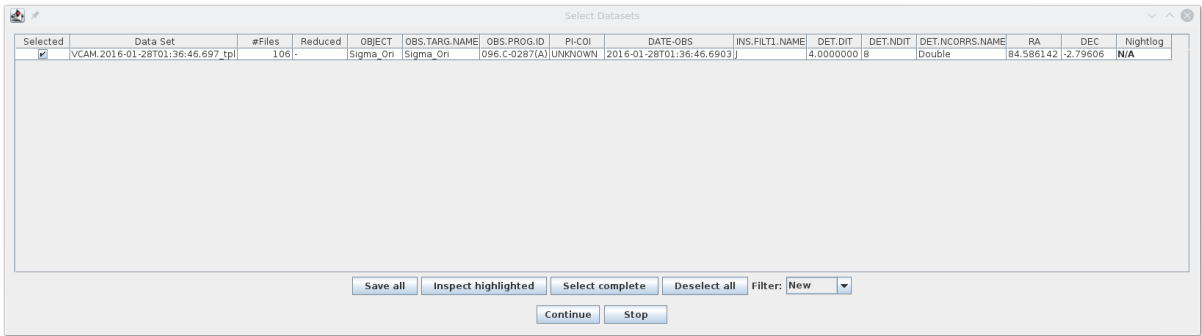 Select Datasets
Selected Data Set #Files Reduced OBJECT OBS.TARG.NAME OBS.PROG.ID PI-COI DATE-OBS INS.FILT1.NAME DET.DIT DET.NDIT DET.NCORRS.NAME RA DEC Nightlog
VCAM.2016-01-28T01:36:46.697_tpl 106 - Sigma_Ori Sigma_Ori 096.C-0287(A) UNKNOWN 2016-01-28T01:36:46.6903 J 4.0000000 8 Double 84.586142 -2.79606 N/A
Save all Inspect highlighted Select complete Deselect all Filter: New
Continue Stop